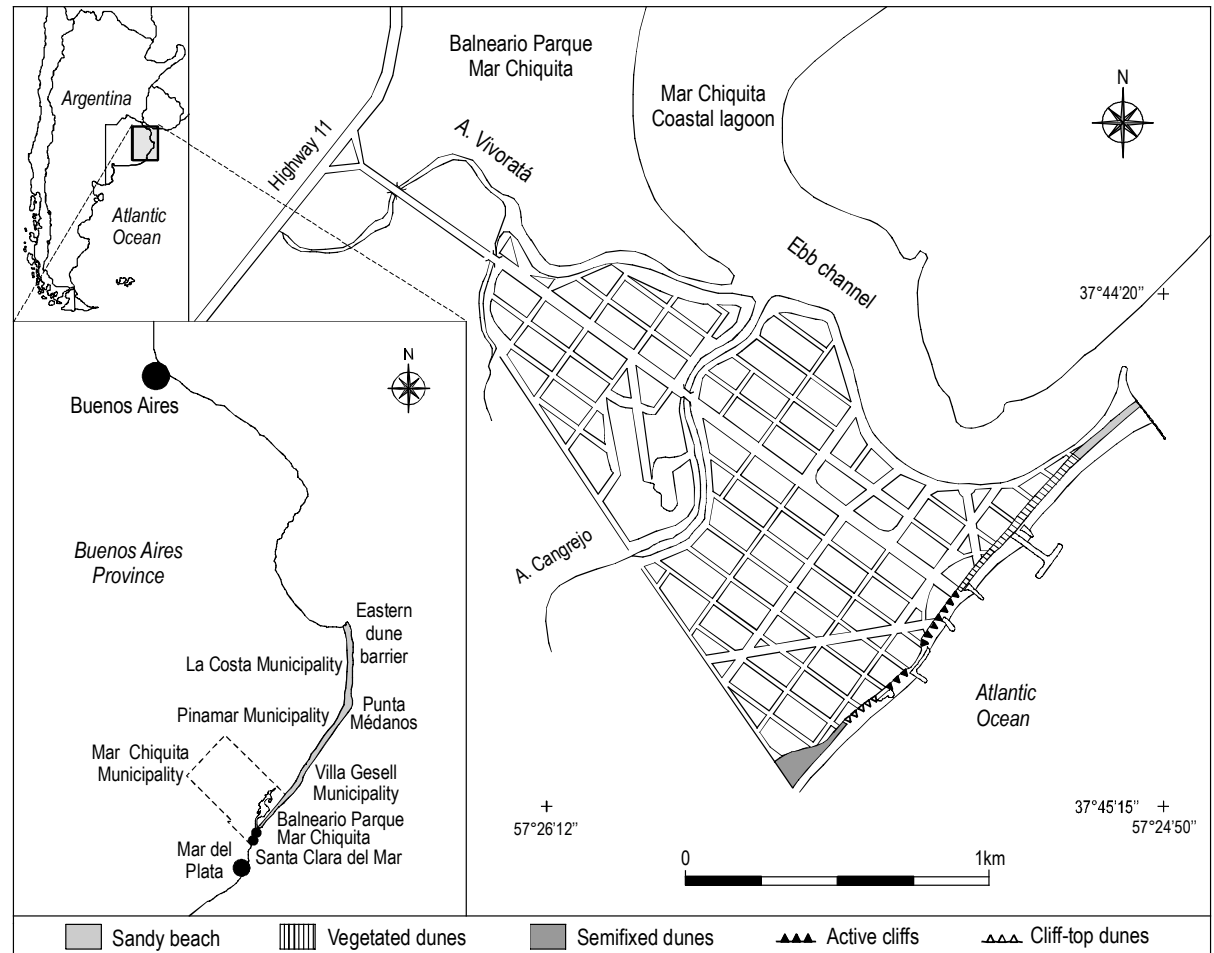 Argentina
Atlantic
Ocean
Balneario Parque
Mar Chiquita
Mar Chiquita
Coastal lagoon
N
Highway 11
A. Vivoratá
Ebb channel
37°44'20’’
A. Cangrejo
Atlantic
Ocean
57°26'12’’
37°45'15’’
57°24'50’’
0
1km
N
Buenos Aires
Buenos Aires
Province
Eastern
dune
barrier
La Costa Municipality
Pinamar Municipality
Punta
Médanos
Mar Chiquita
Municipality
Villa Gesell
Municipality
Balneario Parque
Mar Chiquita
Santa Clara del Mar
Mar del
Plata
Sandy beach
Vegetated dunes
Semifixed dunes
Active cliffs
Cliff-top dunes